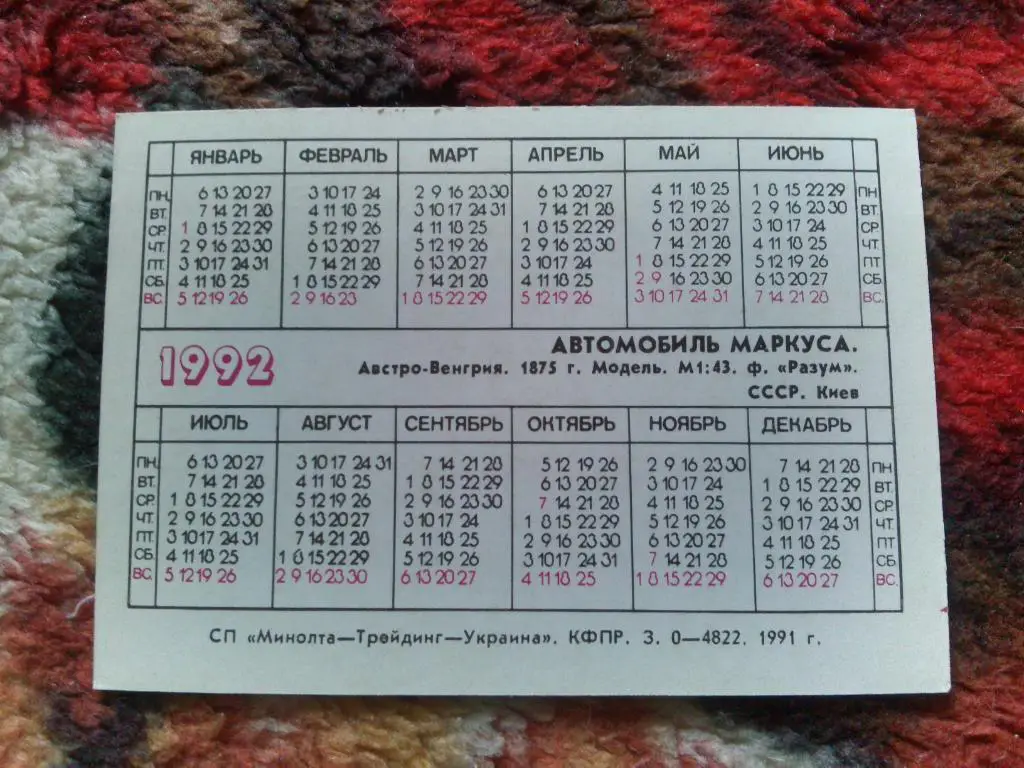 ЯНВАРЬ ФЕВРАЛЬ МАРТ АПРЕЛЬ МАЙ ИЮНЬ
ПН. 6 13 20 27 3 10 17 24 2 9 16 23 30 6 13 20 27 4 11 18 25 1 8 15 22 29 ПН.
ВТ. 7 14 21 28 4 11 18 25 3 10 17 24 31 7 14 21 28 5 12 19 26 2 9 16 23 30 ВТ.
СР. 1 8 15 22 29 5 12 19 26 4 11 18 25 1 8 15 22 29 6 13 20 27 3 10 17 24 СР.
ЧТ. 2 9 16 23 30 6 13 20 27 5 12 19 26 2 9 16 23 30 7 14 21 28 4 11 18 25 ЧТ.
ПТ. 3 10 17 24 31 7 14 21 28 6 13 20 27 3 10 17 24 1 8 15 22 29 5 12 19 26 ПТ.
СБ. 4 11 18 25 1 8 15 22 29 7 14 21 28 4 11 18 25 2 9 16 23 30 6 13 20 27 СБ.
ВС. 5 12 19 26 2 9 16 23 1 8 15 22 29 5 12 19 26 3 10 17 24 31 7 14 21 28 ВС.
1992
АВТОМОБИЛЬ МАРКУСА.
Австро-Венгрия. 1875 г. Модель. М1:43. ф. «Разум».
СССР. Киев
ИЮЛЬ АВГУСТ СЕНТЯБРЬ ОКТЯБРЬ НОЯБРЬ ДЕКАБРЬ
ПН. 6 13 20 27 3 10 17 24 31 7 14 21 28 5 12 19 26 2 9 16 23 30 7 14 21 28 ПН.
ВТ. 7 14 21 28 4 11 18 25 1 8 15 22 29 6 13 20 27 3 10 17 24 1 8 15 22 29 ВТ.
СР. 1 8 15 22 29 5 12 19 26 2 9 16 23 30 7 14 21 28 4 11 18 25 2 9 16 23 30 СР.
ЧТ. 2 9 16 23 30 6 13 20 27 3 10 17 24 1 8 15 22 29 5 12 19 26 3 10 17 24 31 ЧТ.
ПТ. 3 10 17 24 31 7 14 21 28 4 11 18 25 2 9 16 23 30 6 13 20 27 4 11 18 25 ПТ.
СБ. 4 11 18 25 1 8 15 22 29 5 12 19 26 3 10 17 24 31 7 14 21 28 5 12 19 26 СБ.
ВС. 5 12 19 26 2 9 16 23 30 6 13 20 27 4 11 18 25 1 8 15 22 29 6 13 20 27 ВС.
СП «Минолта—Трейдинг—Украина». КФПР. З. 0—4822. 1991 г.